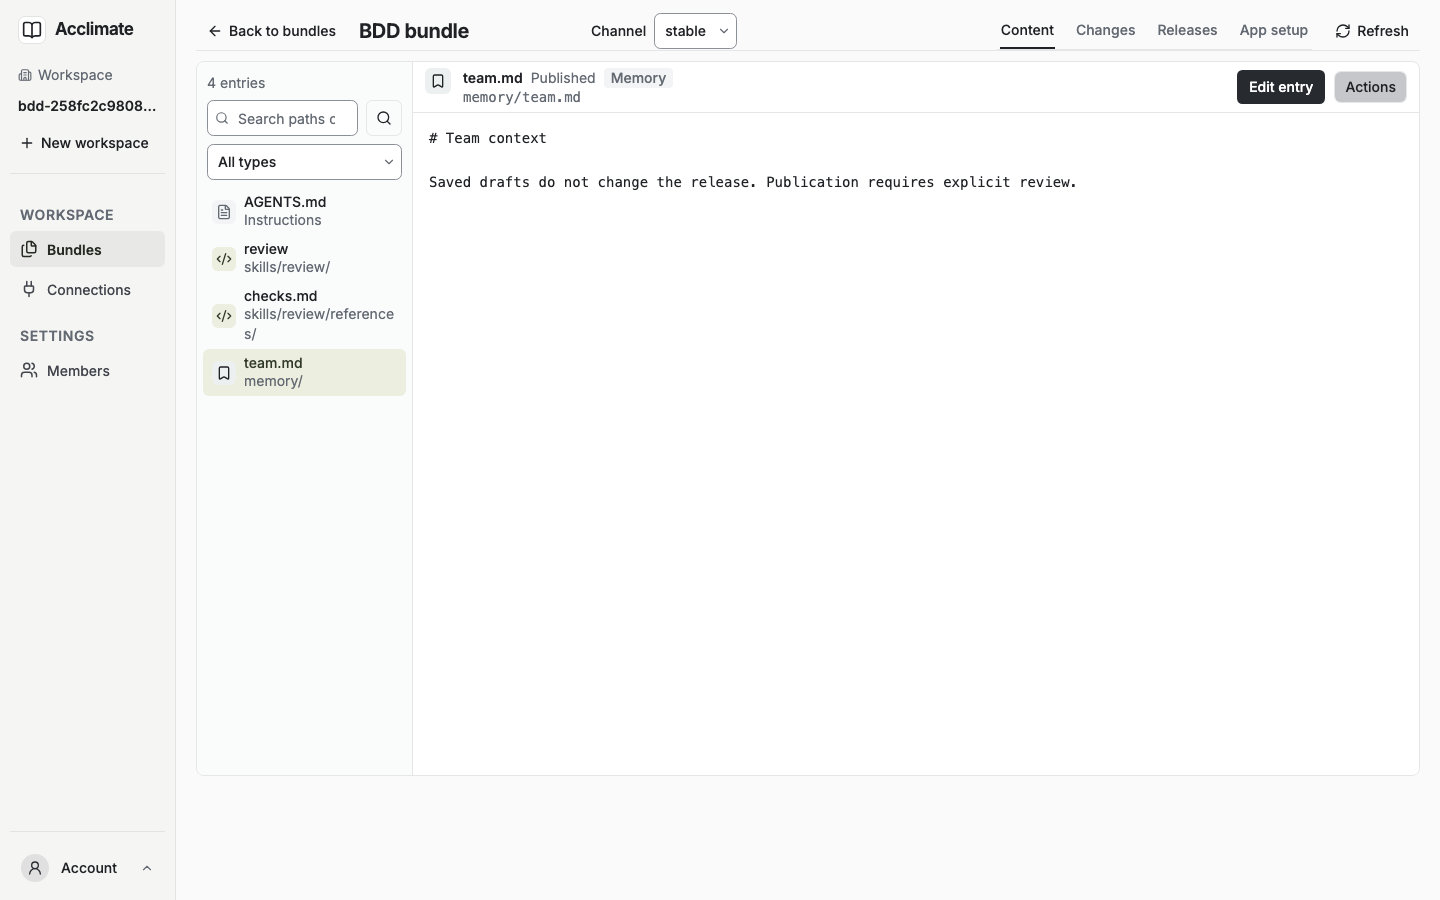 Acclimate
Workspace
bdd-258fc2c9808...
New workspace
WORKSPACE
Bundles
Connections
SETTINGS
Members
Account
Back to bundles
BDD bundle
Channel
stable
Content
Changes
Releases
App setup
Refresh
4 entries
Search paths c
All types
AGENTS.md
Instructions
review
skills/review/
checks.md
skills/review/reference
s/
team.md
memory/
team.md Published Memory
memory/team.md
Edit entry
Actions
# Team context
Saved drafts do not change the release. Publication requires explicit review.